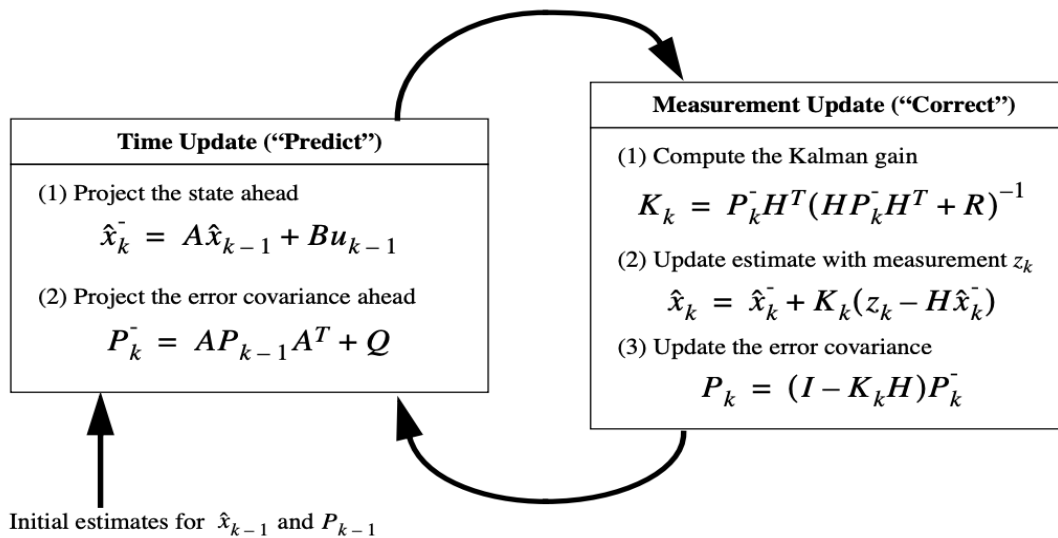 Time Update (“Predict”)
(1) Project the state ahead
x̂⁻ₖ = Ax̂ₖ₋₁ + Buₖ₋₁
(2) Project the error covariance ahead
P⁻ₖ = APₖ₋₁Aᵀ + Q
Initial estimates for x̂ₖ₋₁ and Pₖ₋₁
Measurement Update (“Correct”)
(1) Compute the Kalman gain
Kₖ = P⁻ₖHᵀ(HP⁻ₖHᵀ + R)⁻¹
(2) Update estimate with measurement zₖ
x̂ₖ = x̂⁻ₖ + Kₖ(zₖ – Hx̂⁻ₖ)
(3) Update the error covariance
Pₖ = (I – KₖH)P⁻ₖ